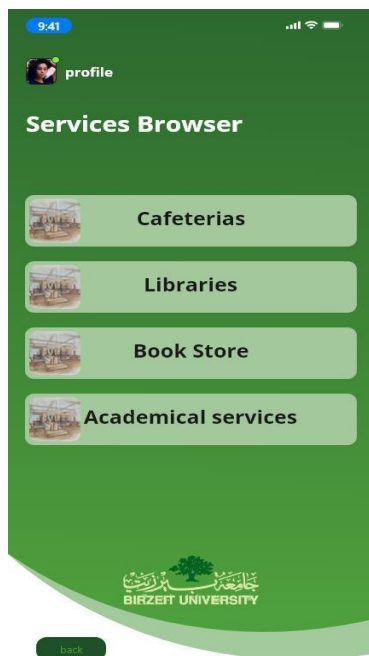 9:41
profile
Services Browser
Cafeterias
Libraries
Book Store
Academical services
جامعة بيرزيت
BIRZEIT UNIVERSITY
back